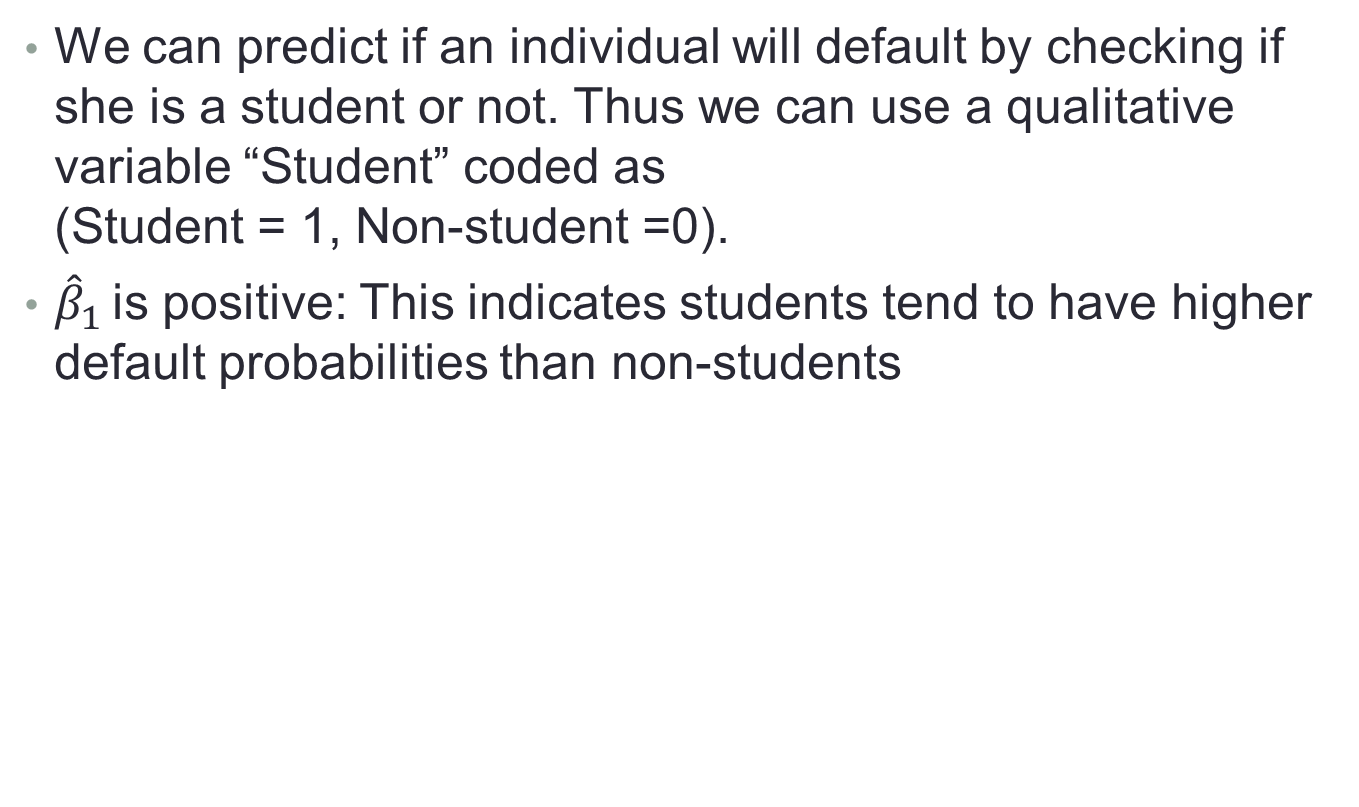 • We can predict if an individual will default by checking if
she is a student or not. Thus we can use a qualitative
variable “Student” coded as
(Student = 1, Non-student =0).
• β̂₁ is positive: This indicates students tend to have higher
default probabilities than non-students